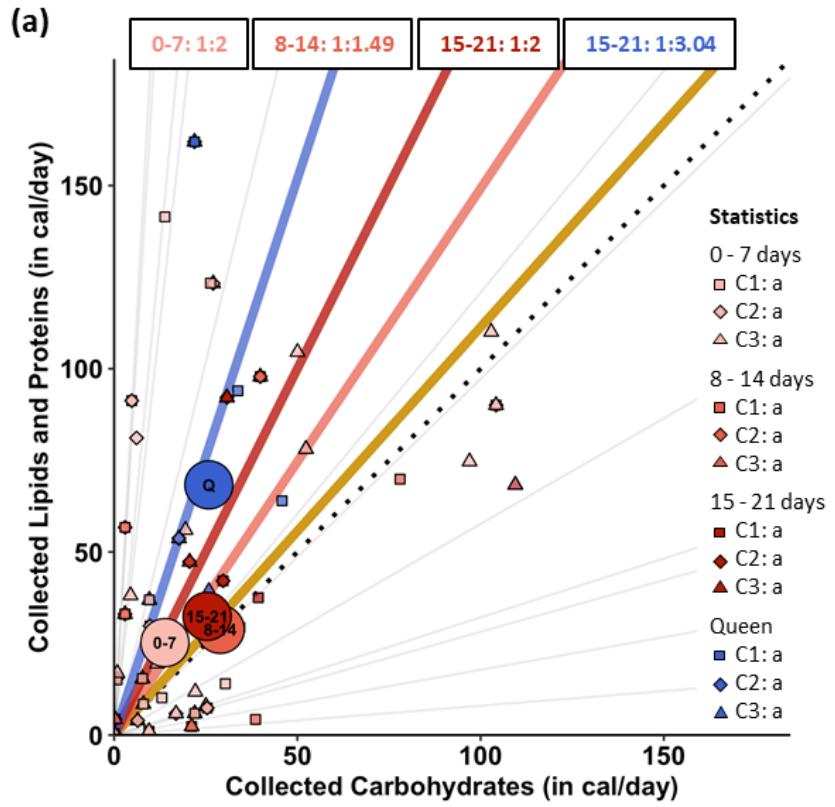 (a)
0-7: 1:2
8-14: 1:1.49
15-21: 1:2
15-21: 1:3.04
Collected Lipids and Proteins (in cal/day)
150
100
50
0
Q
15-21
8-14
0-7
0
50
100
150
Collected Carbohydrates (in cal/day)
Statistics
0 - 7 days
C1: a
C2: a
C3: a
8 - 14 days
C1: a
C2: a
C3: a
15 - 21 days
C1: a
C2: a
C3: a
Queen
C1: a
C2: a
C3: a